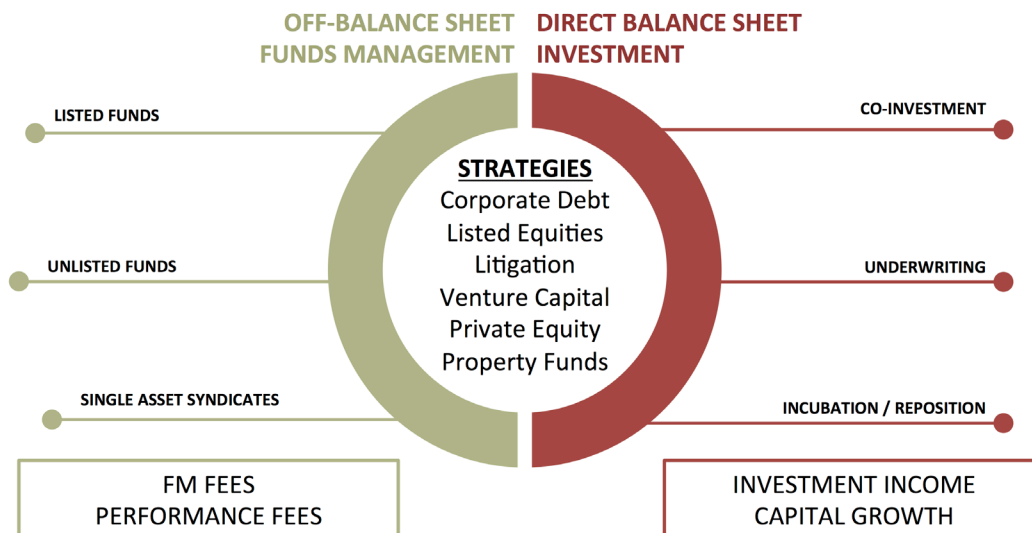 OFF-BALANCE SHEET
FUNDS MANAGEMENT
DIRECT BALANCE SHEET
INVESTMENT
LISTED FUNDS
UNLISTED FUNDS
SINGLE ASSET SYNDICATES
STRATEGIES
Corporate Debt
Listed Equities
Litigation
Venture Capital
Private Equity
Property Funds
CO-INVESTMENT
UNDERWRITING
INCUBATION / REPOSITION
FM FEES
PERFORMANCE FEES
INVESTMENT INCOME
CAPITAL GROWTH